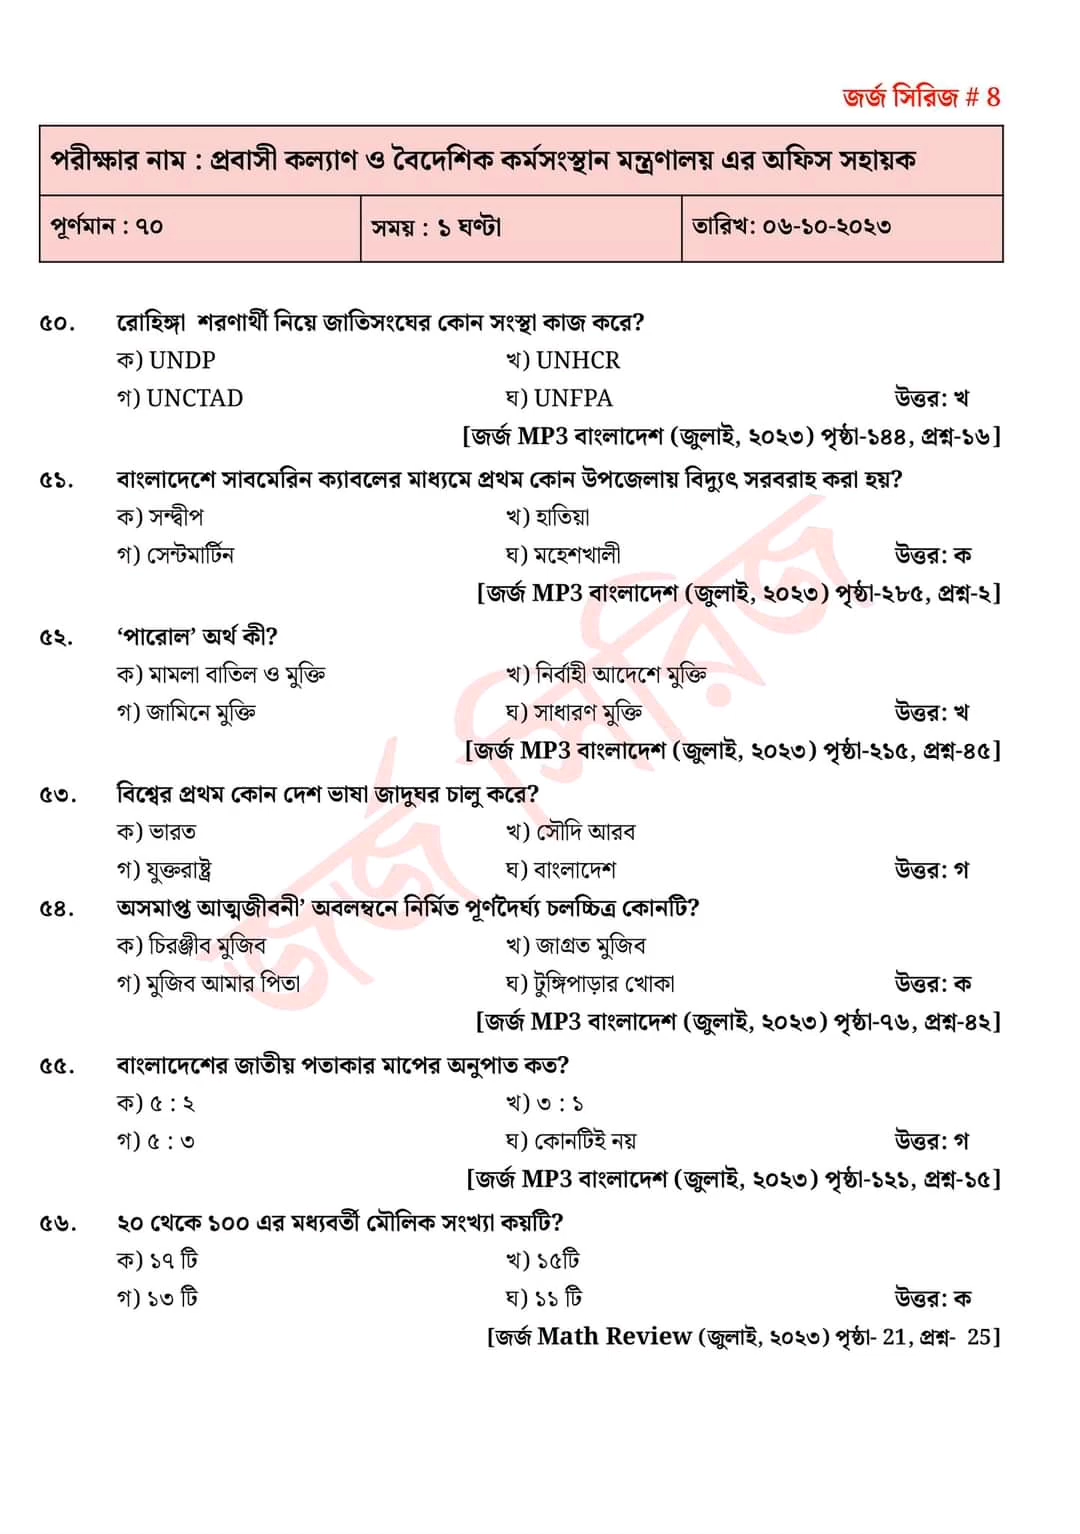 জর্জ সিরিজ # 8
পরীক্ষার নাম : প্রবাসী কল্যাণ ও বৈদেশিক কর্মসংস্থান মন্ত্রণালয় এর অফিস সহায়ক
পূর্ণমান : ৭০ সময় : ১ ঘণ্টা তারিখ: ০৬-১০-২০২৩
৫০. রোহিঙ্গা শরণার্থী নিয়ে জাতিসংঘের কোন সংস্থা কাজ করে?
ক) UNDP খ) UNHCR
গ) UNCTAD ঘ) UNFPA উত্তর: খ
[জর্জ MP3 বাংলাদেশ (জুলাই, ২০২৩) পৃষ্ঠা-১৪৪, প্রশ্ন-১৬]
৫১. বাংলাদেশে সাবমেরিন ক্যাবলের মাধ্যমে প্রথম কোন উপজেলায় বিদ্যুৎ সরবরাহ করা হয়?
ক) সন্দ্বীপ খ) হাতিয়া
গ) সেন্টমার্টিন ঘ) মহেশখালী উত্তর: ক
[জর্জ MP3 বাংলাদেশ (জুলাই, ২০২৩) পৃষ্ঠা-২৮৫, প্রশ্ন-২]
৫২. ‘পারোল’ অর্থ কী?
ক) মামলা বাতিল ও মুক্তি খ) নির্বাহী আদেশে মুক্তি
গ) জামিনে মুক্তি ঘ) সাধারণ মুক্তি উত্তর: খ
[জর্জ MP3 বাংলাদেশ (জুলাই, ২০২৩) পৃষ্ঠা-২১৫, প্রশ্ন-৪৫]
৫৩. বিশ্বের প্রথম কোন দেশ ভাষা জাদুঘর চালু করে?
ক) ভারত খ) সৌদি আরব
গ) যুক্তরাষ্ট্র ঘ) বাংলাদেশ উত্তর: গ
৫৪. অসমাপ্ত আত্মজীবনী’ অবলম্বনে নির্মিত পূর্ণদৈর্ঘ্য চলচ্চিত্র কোনটি?
ক) চিরঞ্জীব মুজিব খ) জাগ্রত মুজিব
গ) মুজিব আমার পিতা ঘ) টুঙ্গিপাড়ার খোকা উত্তর: ক
[জর্জ MP3 বাংলাদেশ (জুলাই, ২০২৩) পৃষ্ঠা-৭৬, প্রশ্ন-৪২]
৫৫. বাংলাদেশের জাতীয় পতাকার মাপের অনুপাত কত?
ক) ৫ : ২ খ) ৩ : ১
গ) ৫ : ৩ ঘ) কোনটিই নয় উত্তর: গ
[জর্জ MP3 বাংলাদেশ (জুলাই, ২০২৩) পৃষ্ঠা-১২১, প্রশ্ন-১৫]
৫৬. ২০ থেকে ১০০ এর মধ্যবর্তী মৌলিক সংখ্যা কয়টি?
ক) ১৭ টি খ) ১৫টি
গ) ১৩ টি ঘ) ১১ টি উত্তর: ক
[জর্জ Math Review (জুলাই, ২০২৩) পৃষ্ঠা- 21, প্রশ্ন- 25]
জর্জ সিরিজ